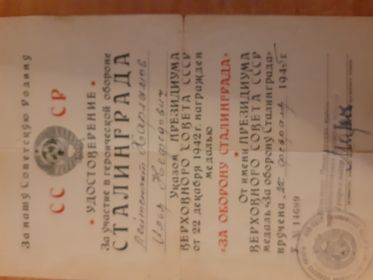 За нашу Советскую Родину
СС СР
• УДОСТОВЕРЕНИЕ •
За участие в героической обороне
СТАЛИНГРАДА
Указом ПРЕЗИДИУМА
ВЕРХОВНОГО СОВЕТА СССР
от 22 декабря 1942 г. награжден
медалью
«ЗА ОБОРОНУ СТАЛИНГРАДА»
От имени ПРЕЗИДИУМА
ВЕРХОВНОГО СОВЕТА СССР
медаль «За оборону Сталинграда»
вручена 1945 г.